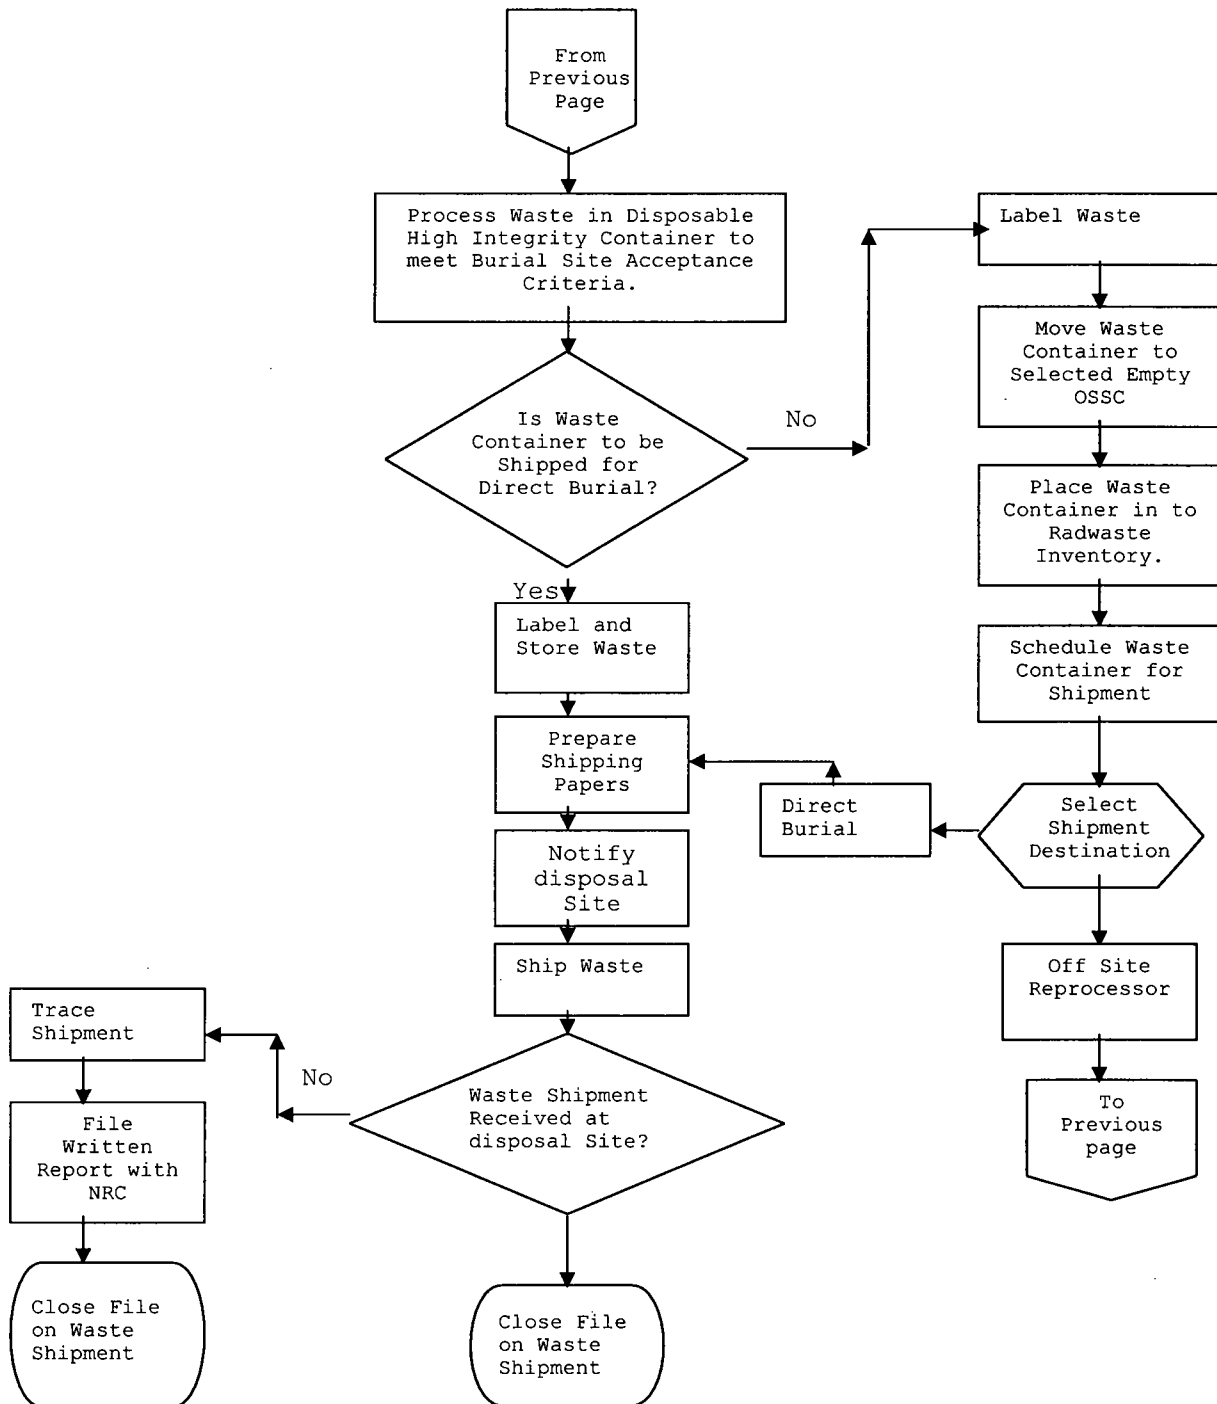 From
Previous
Page
Process Waste in Disposable
High Integrity Container to
meet Burial Site Acceptance
Criteria.
Is Waste
Container to be
Shipped for
Direct Burial?
No
Yes
Label and
Store Waste
Prepare
Shipping
Papers
Notify
disposal
Site
Ship Waste
Waste Shipment
Received at
disposal Site?
No
Trace
Shipment
File
Written
Report with
NRC
Close File
on Waste
Shipment
Close File
on Waste
Shipment
Label Waste
Move Waste
Container to
Selected Empty
OSSC
Place Waste
Container in to
Radwaste
Inventory.
Schedule Waste
Container for
Shipment
Select
Shipment
Destination
Direct
Burial
Off Site
Reprocessor
To
Previous
page